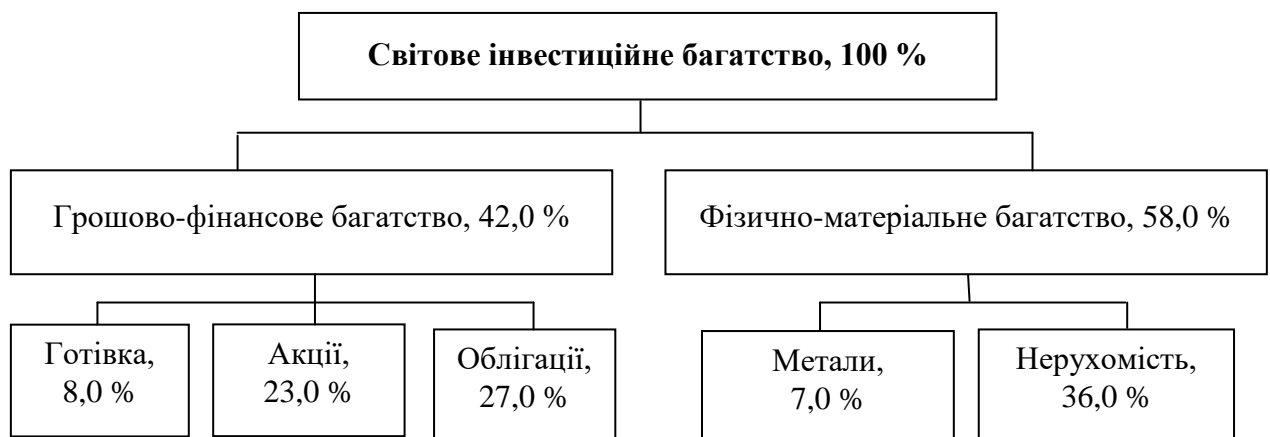 Світове інвестиційне багатство, 100 %
Грошово-фінансове багатство, 42,0 %
Фізично-матеріальне багатство, 58,0 %
Готівка,
8,0 %
Акції,
23,0 %
Облігації,
27,0 %
Метали,
7,0 %
Нерухомість,
36,0 %